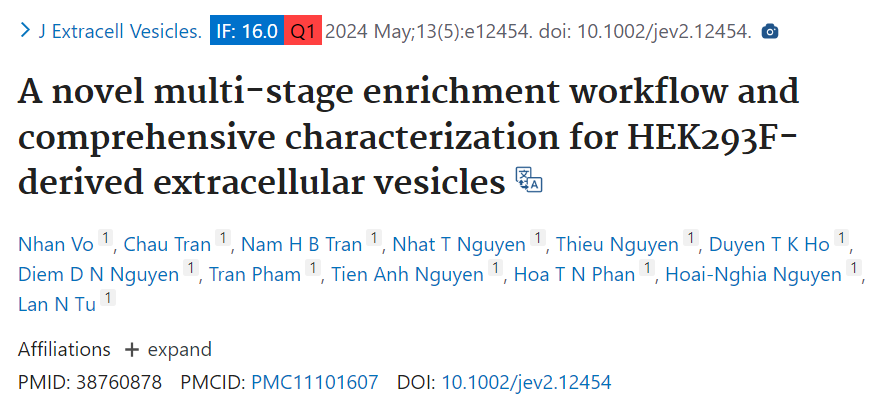 J Extracell Vesicles. IF: 16.0 Q1 2024 May;13(5):e12454. doi: 10.1002/jev2.12454.
A novel multi-stage enrichment workflow and
comprehensive characterization for HEK293F-
derived extracellular vesicles
Nhan Vo 1, Chau Tran 1, Nam H B Tran 1, Nhat T Nguyen 1, Thieu Nguyen 1, Duyen T K Ho 1,
Diem D N Nguyen 1, Tran Pham 1, Tien Anh Nguyen 1, Hoa T N Phan 1, Hoai-Nghia Nguyen 1,
Lan N Tu 1
Affiliations + expand
PMID: 38760878 PMCID: PMC11101607 DOI: 10.1002/jev2.12454